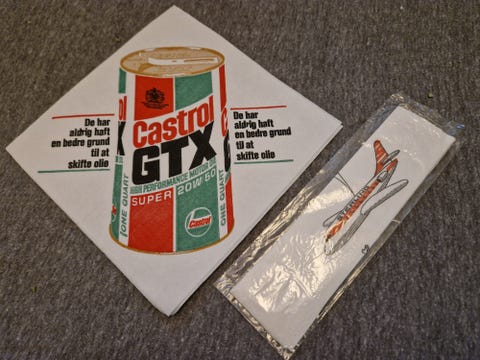 De har
aldrig haft
en bedre grund
til at
skifte olie
Castrol
GTX
HIGH PERFORMANCE MOTOR OIL
SUPER 20W/50
ONE QUART
Castrol
ONE QUART
De har
aldrig haft
en bedre grund
til at
skifte olie